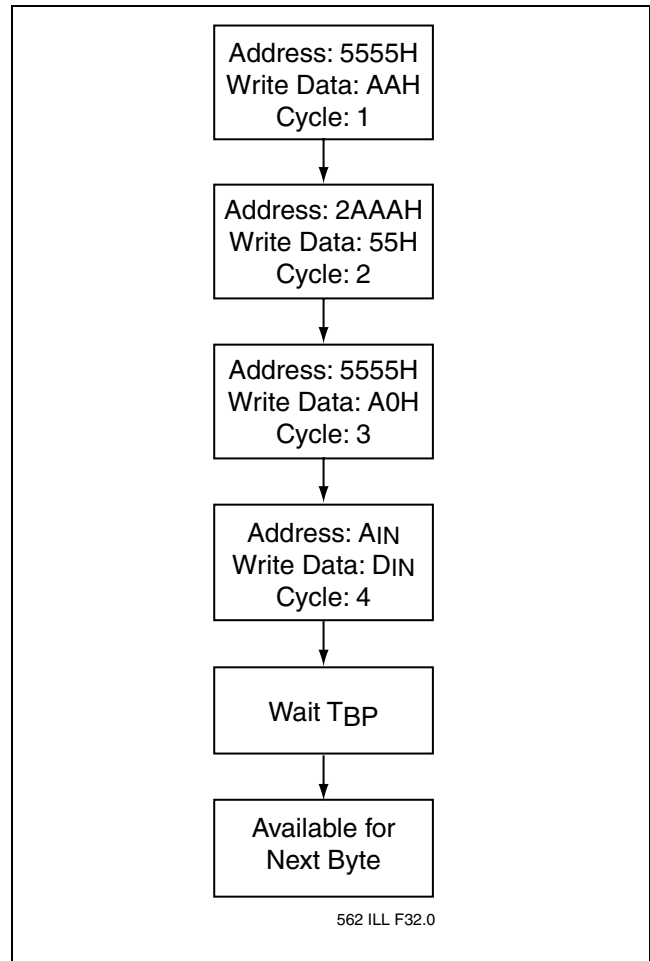 Address: 5555H
Write Data: AAH
Cycle: 1
Address: 2AAAH
Write Data: 55H
Cycle: 2
Address: 5555H
Write Data: A0H
Cycle: 3
Address: AIN
Write Data: DIN
Cycle: 4
Wait TBP
Available for
Next Byte
562 ILL F32.0